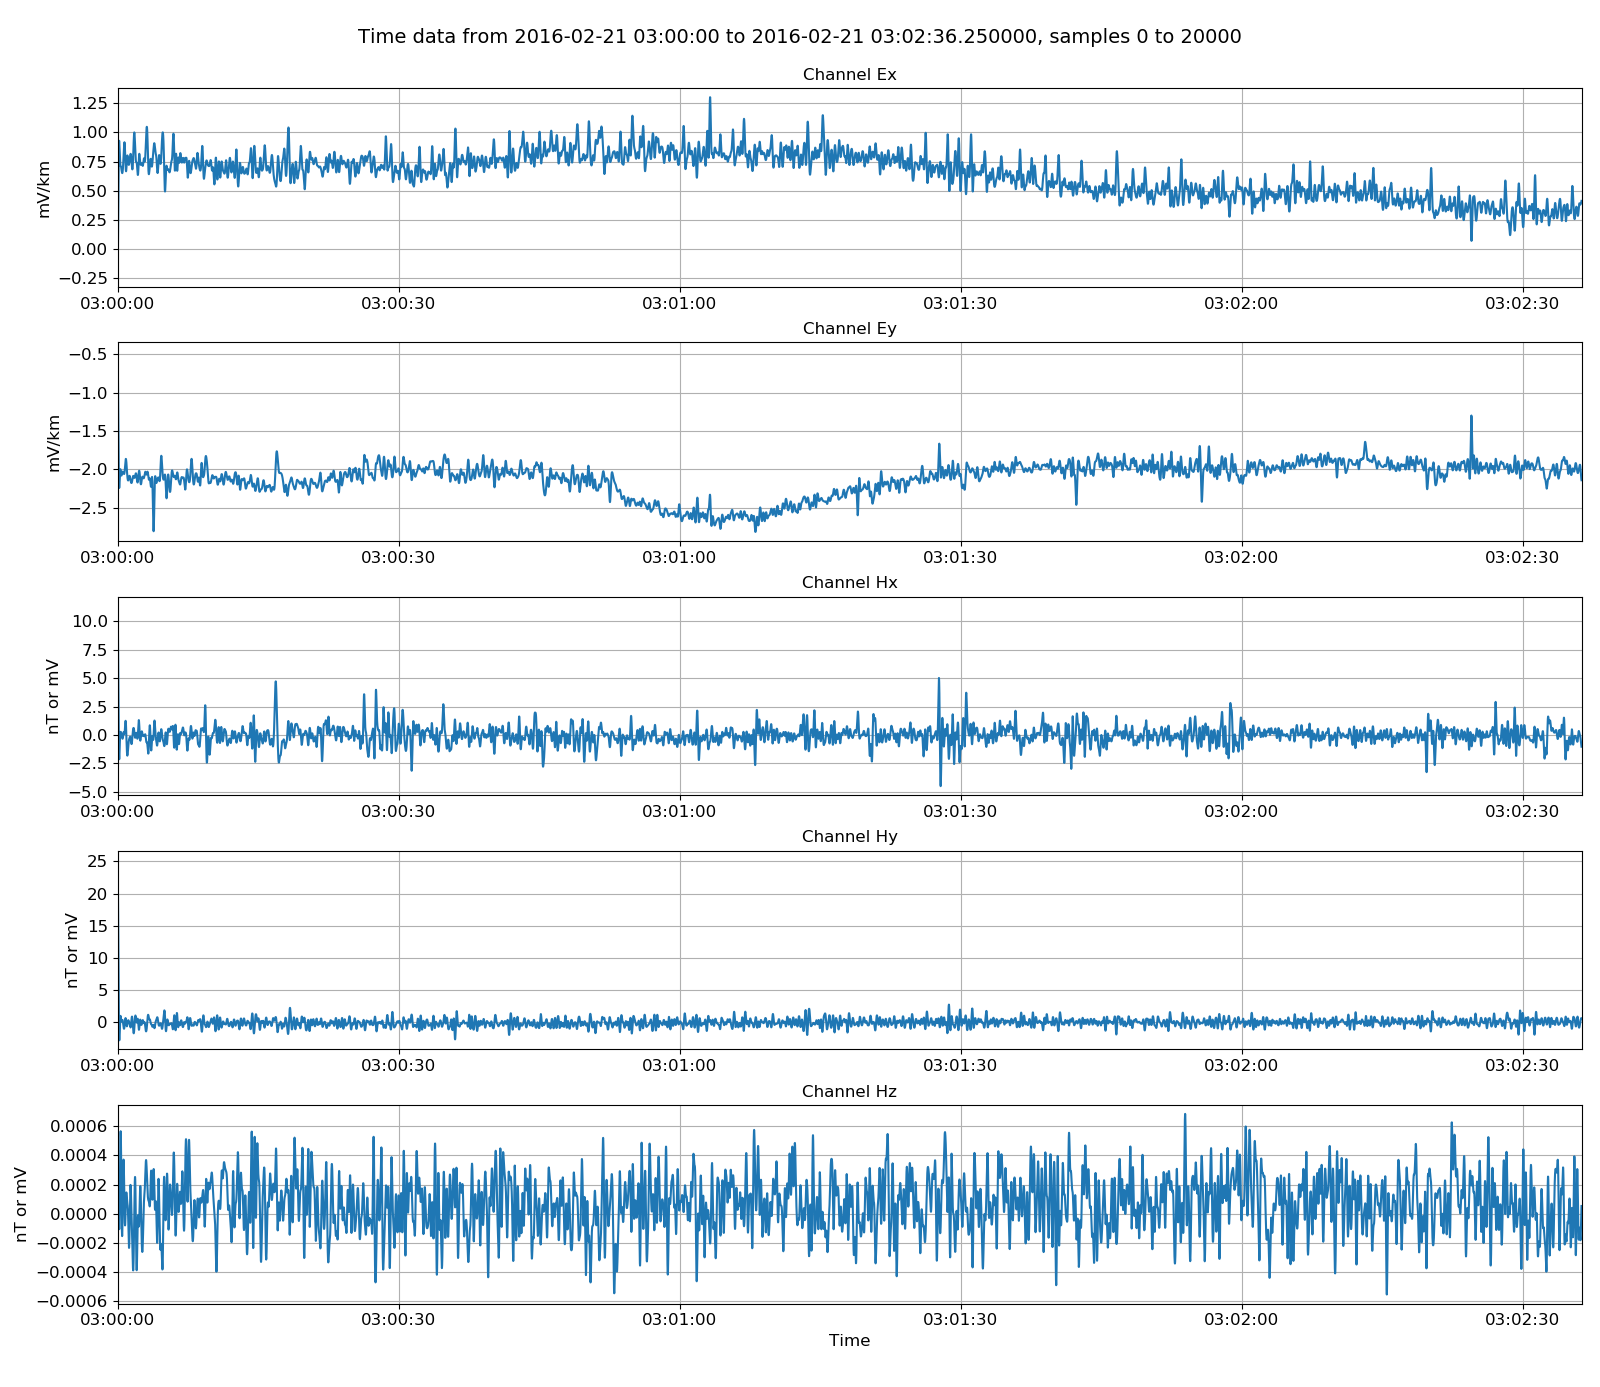 Time data from 2016-02-21 03:00:00 to 2016-02-21 03:02:36.250000, samples 0 to 20000
Channel Ex
mV/km
1.25
1.00
0.75
0.50
0.25
0.00
−0.25
03:00:00 03:00:30 03:01:00 03:01:30 03:02:00 03:02:30
Channel Ey
mV/km
−0.5
−1.0
−1.5
−2.0
−2.5
03:00:00 03:00:30 03:01:00 03:01:30 03:02:00 03:02:30
Channel Hx
nT or mV
10.0
7.5
5.0
2.5
0.0
−2.5
−5.0
03:00:00 03:00:30 03:01:00 03:01:30 03:02:00 03:02:30
Channel Hy
nT or mV
25
20
15
10
5
0
03:00:00 03:00:30 03:01:00 03:01:30 03:02:00 03:02:30
Channel Hz
nT or mV
0.0006
0.0004
0.0002
0.0000
−0.0002
−0.0004
−0.0006
03:00:00 03:00:30 03:01:00 03:01:30 03:02:00 03:02:30
Time